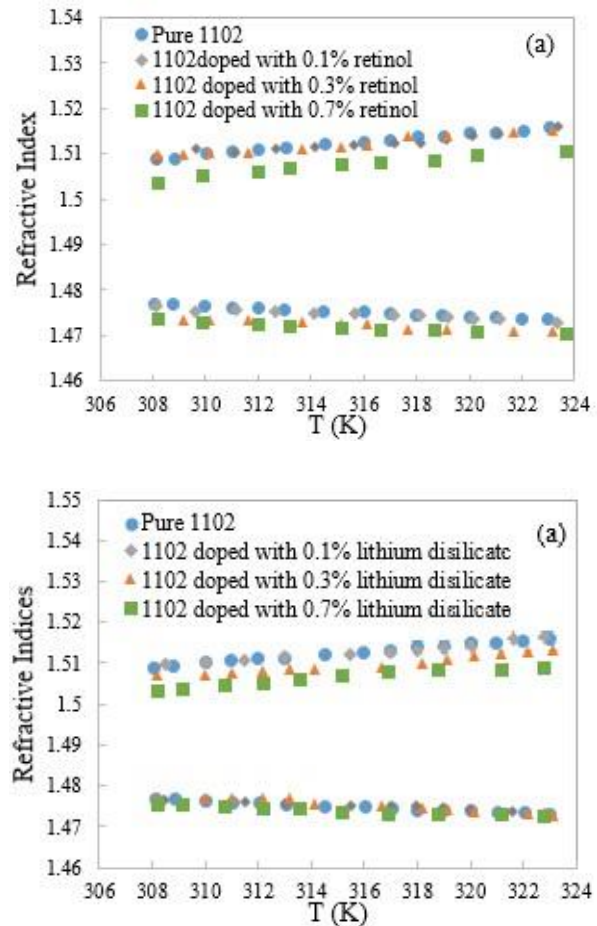 1.54
Pure 1102
(a)
1.53
1102doped with 0.1% retinol
1102 doped with 0.3% retinol
1.52
1102 doped with 0.7% retinol
1.51
1.5
1.49
1.48
1.47
1.46
Refractive Index
306 308 310 312 314 316 318 320 322 324
T (K)
1.55
Pure 1102
(a)
1.54
1102 doped with 0.1% lithium disilicatc
1.53
1102 doped with 0.3% lithium disilicate
1102 doped with 0.7% lithium disilicate
1.52
1.51
1.5
1.49
1.48
1.47
1.46
Refractive Indices
306 308 310 312 314 316 318 320 322 324
T (K)